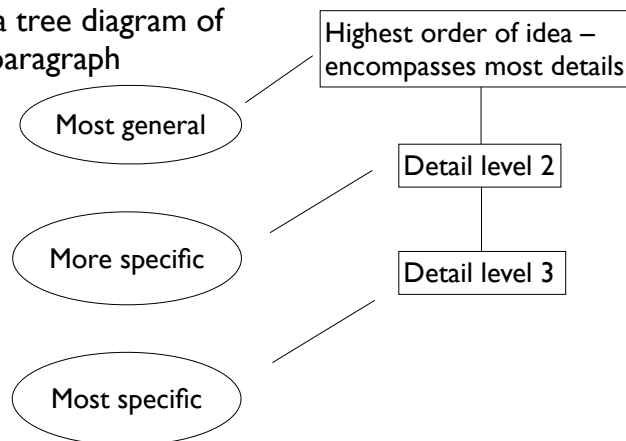 a tree diagram of
paragraph
Highest order of idea –
encompasses most details
Most general
Detail level 2
More specific
Detail level 3
Most specific